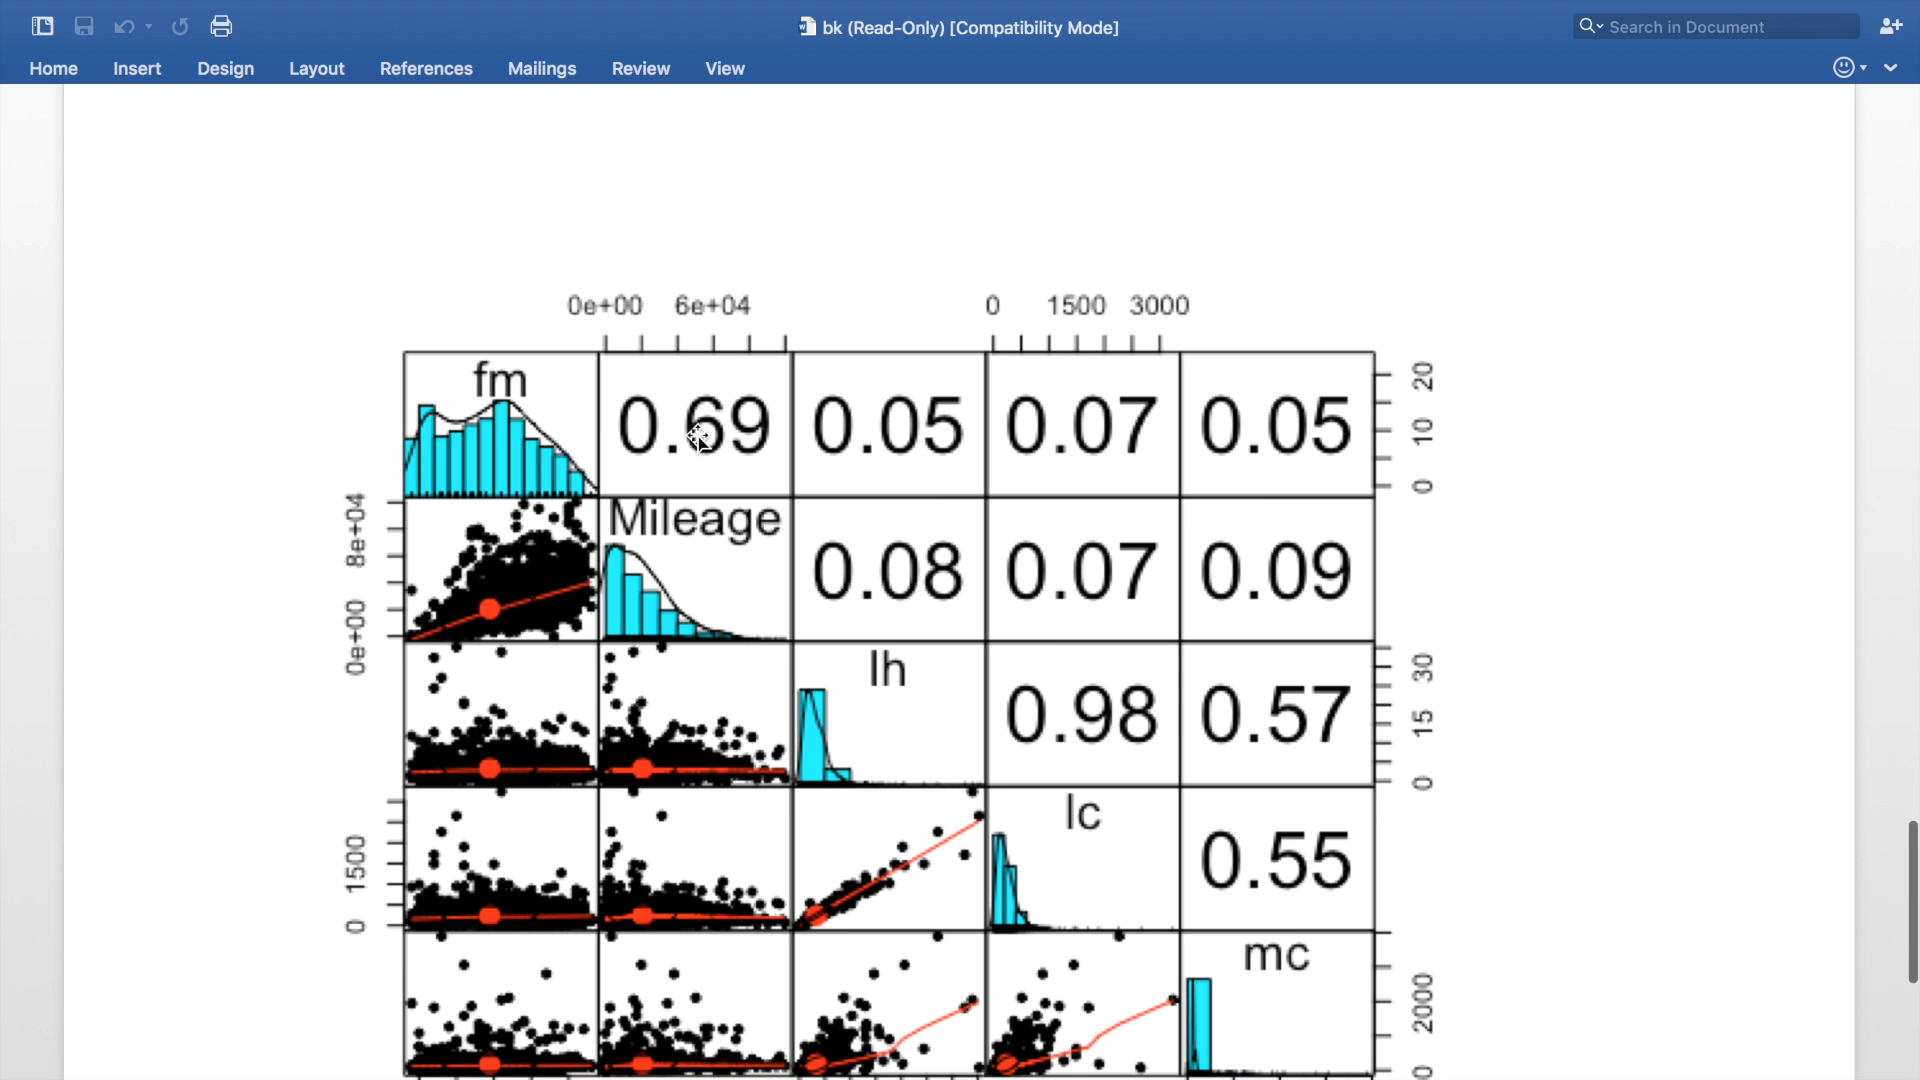 bk (Read-Only) [Compatibility Mode]
Search in Document
Home Insert Design Layout References Mailings Review View
0e+00 6e+04 0 1500 3000
fm 0.69 0.05 0.07 0.05
0 10 20
Mileage 0.08 0.07 0.09
0e+00 8e+04
lh 0.98 0.57
0 15 30
lc 0.55
0 1500
mc
0 2000